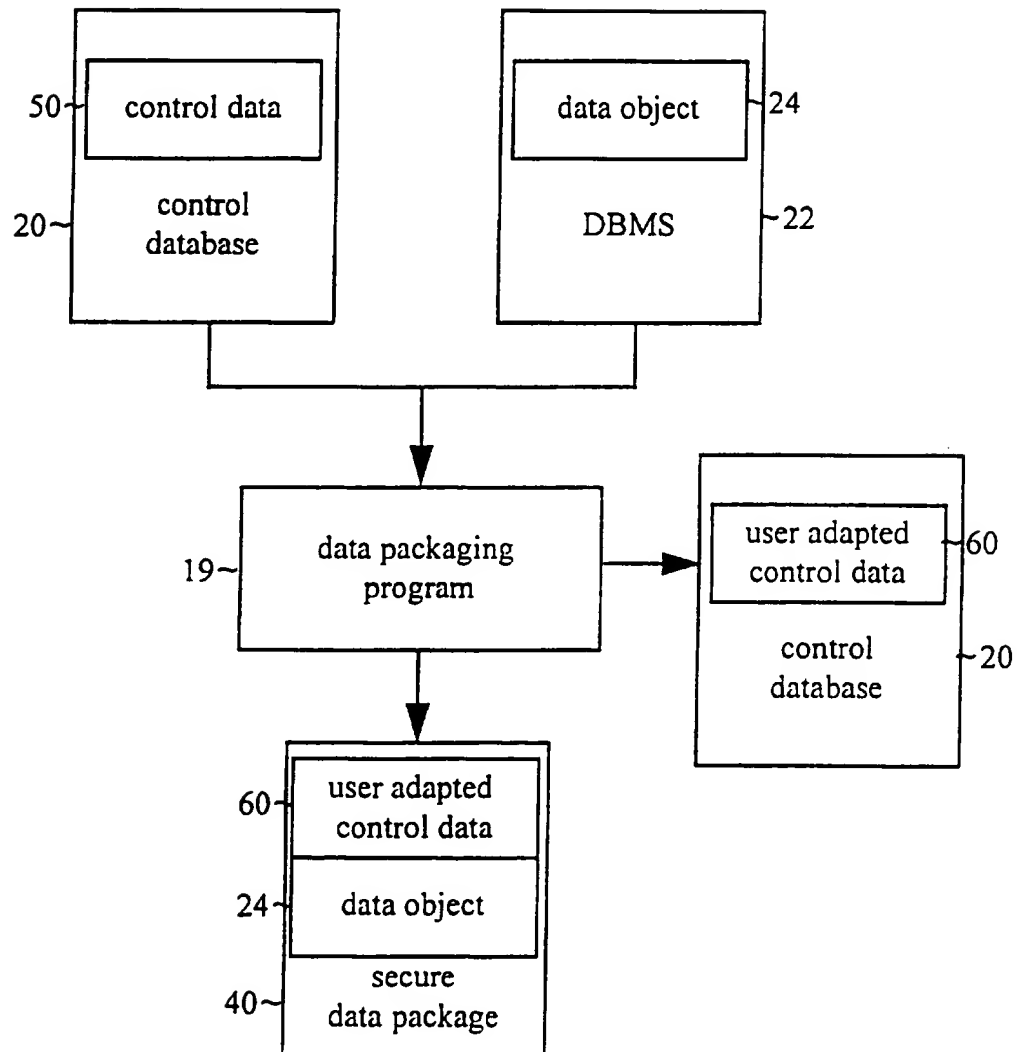 50~ control data
data object ~24
20~ control
database
DBMS ~22
19~ data packaging
program
user adapted ~60
control data
control ~20
database
60~ user adapted
control data
24~ data object
secure
40~ data package